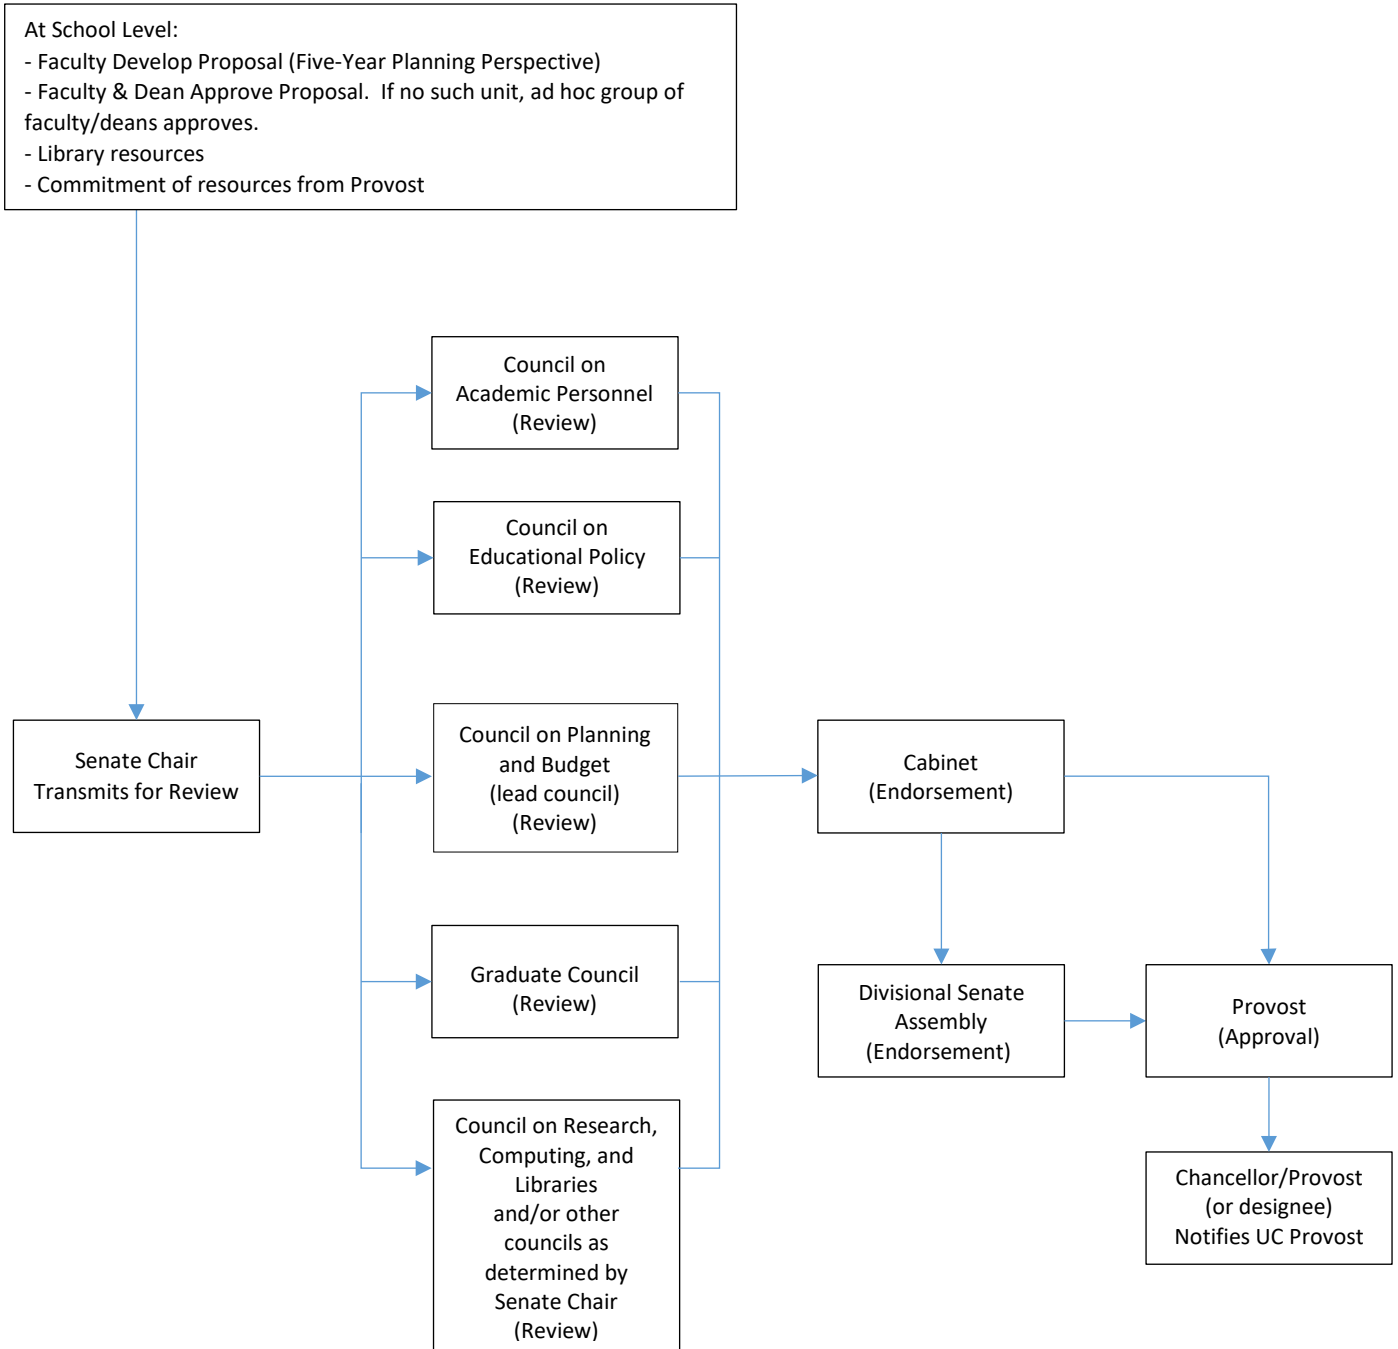 At School Level:
- Faculty Develop Proposal (Five-Year Planning Perspective)
- Faculty & Dean Approve Proposal.  If no such unit, ad hoc group of
faculty/deans approves.
- Library resources
- Commitment of resources from Provost
Council on
Academic Personnel
(Review)
Council on
Educational Policy
(Review)
Senate Chair
Transmits for Review
Council on Planning
and Budget
(lead council)
(Review)
Cabinet
(Endorsement)
Graduate Council
(Review)
Divisional Senate
Assembly
(Endorsement)
Provost
(Approval)
Council on Research,
Computing, and
Libraries
and/or other
councils as
determined by
Senate Chair
(Review)
Chancellor/Provost
(or designee)
Notifies UC Provost